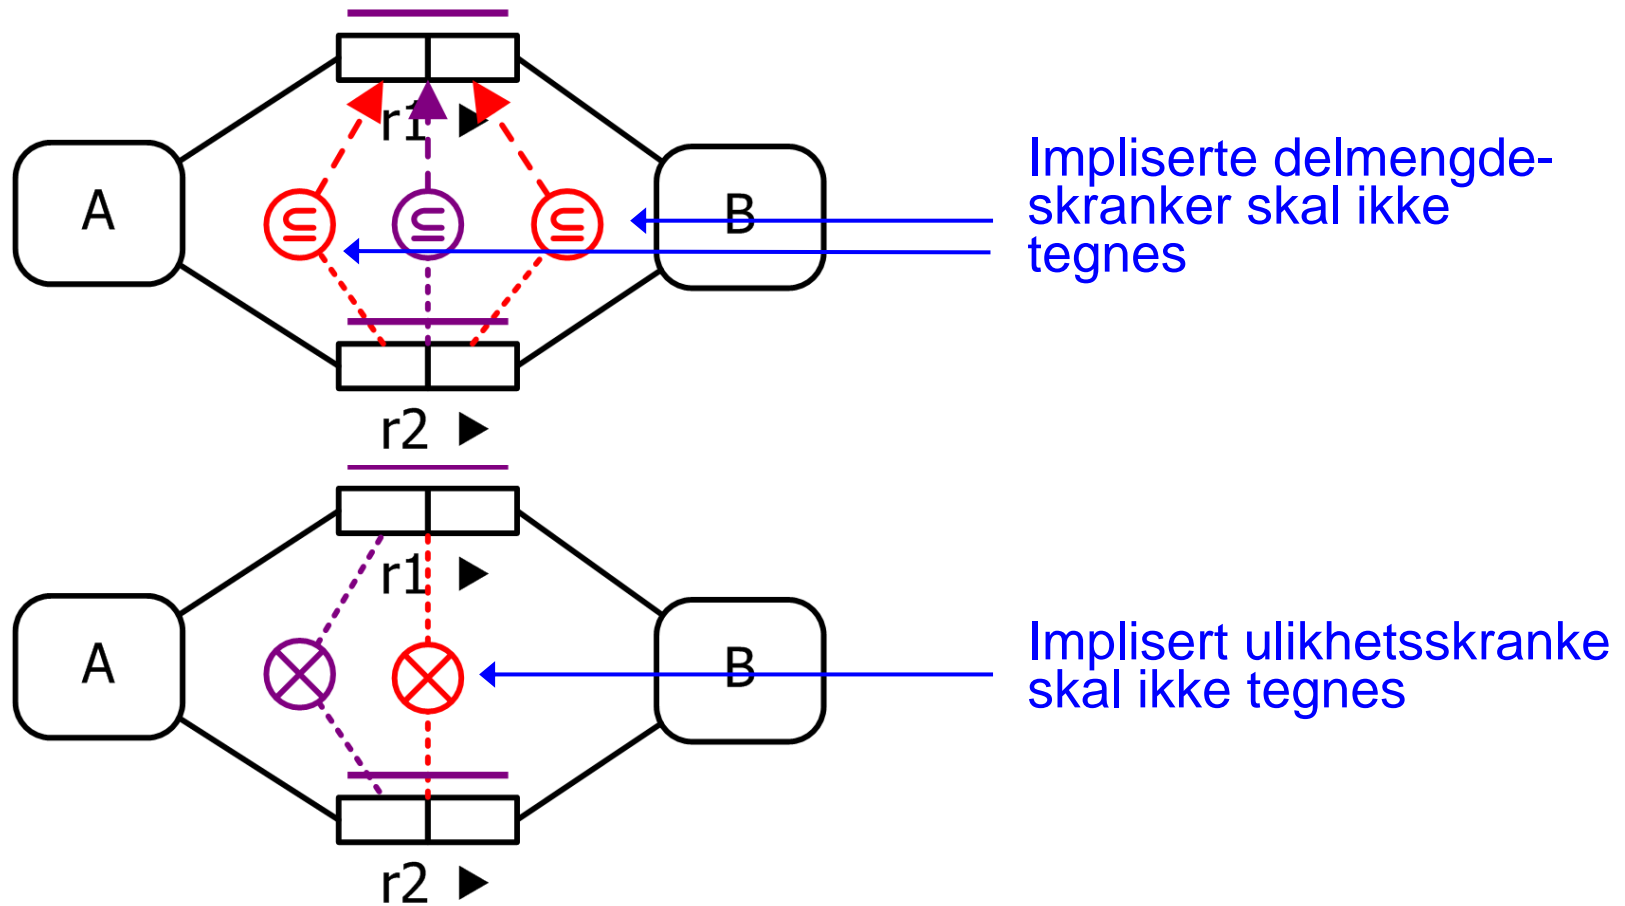 r1 ►
A
⊆ ⊆ ⊆
B
Impliserte delmengde-
skranker skal ikke
tegnes
r2 ►
r1 ►
A
B
Implisert ulikhetsskranke
skal ikke tegnes
r2 ►